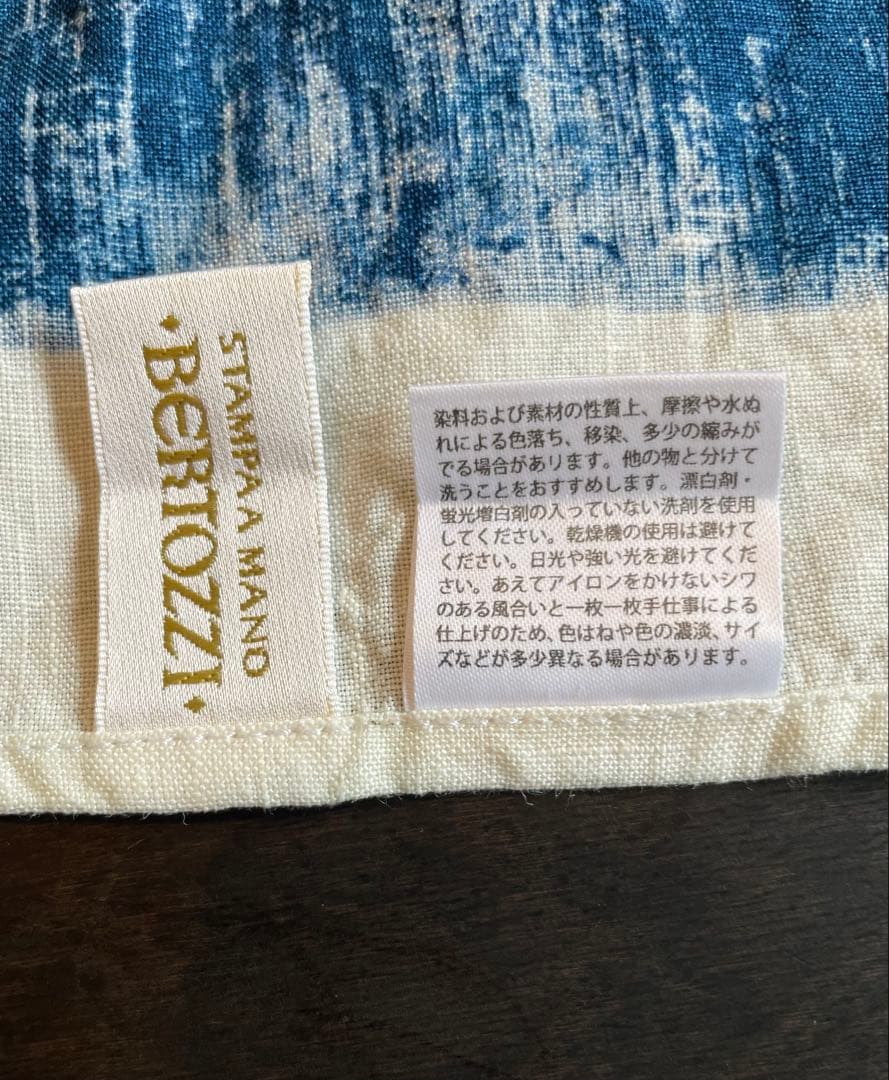 STAMPA A MANO
• BERTOZZI •
染料および素材の性質上、摩擦や水ぬ
れによる色落ち、移染、多少の縮みが
でる場合があります。他の物と分けて
洗うことをおすすめします。漂白剤・
蛍光増白剤の入っていない洗剤を使用
してください。乾燥機の使用は避けて
ください。日光や強い光を避けてくだ
さい。あえてアイロンをかけないシワ
のある風合いと一枚一枚手仕事による
仕上げのため、色はねや色の濃淡、サイ
ズなどが多少異なる場合があります。